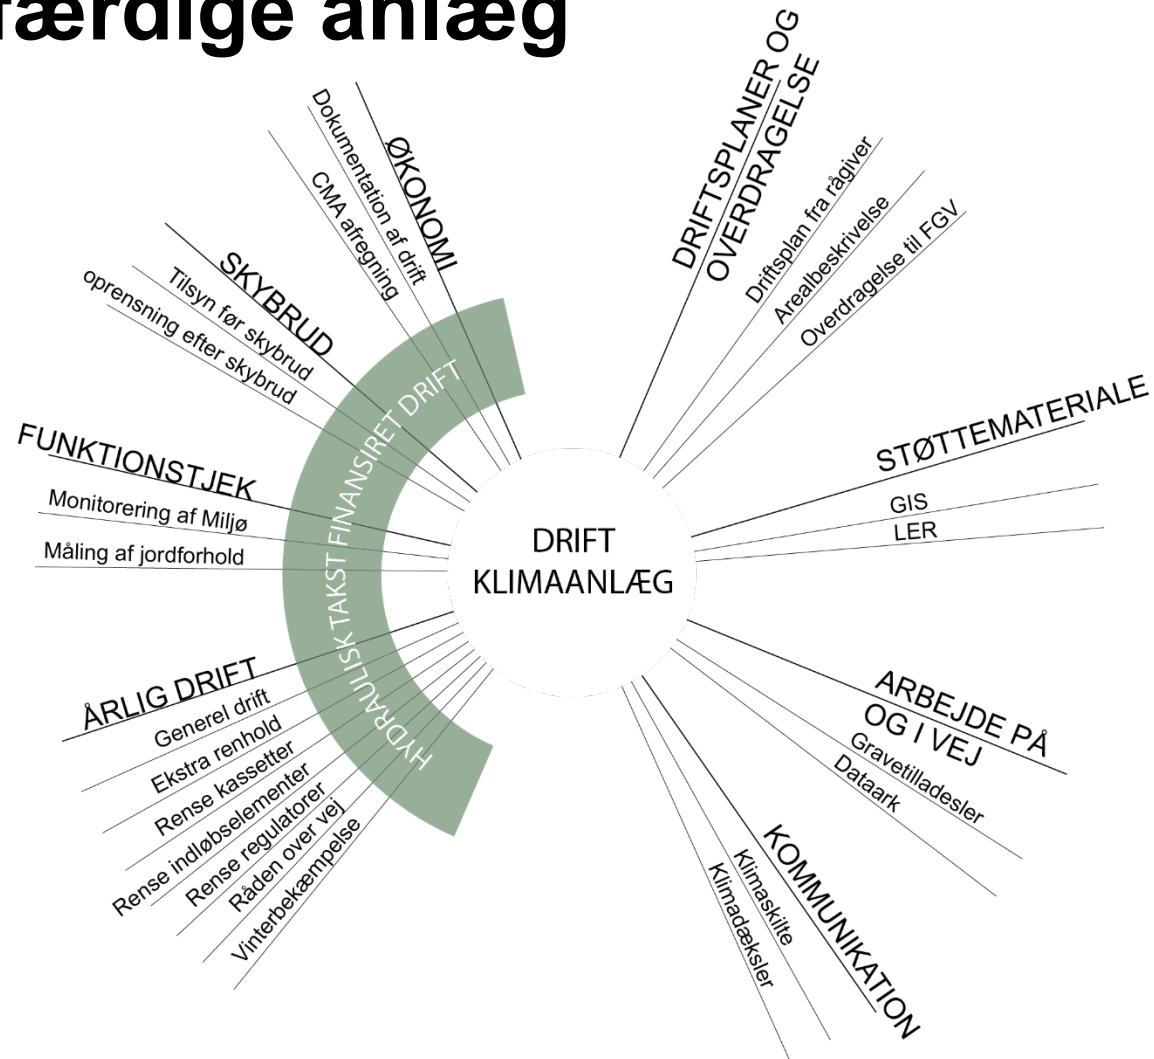 færdige anlæg
DRIFT
KLIMAANLÆG
HYDRAULISK TAKST FINANSIRET DRIFT
ØKONOMI
Dokumentation af drift
CMA afregning
SKYBRUD
Tilsyn før skybrud
oprensning efter skybrud
FUNKTIONSTJEK
Monitorering af Miljø
Måling af jordforhold
ÅRLIG DRIFT
Generel drift
Ekstra renhold
Rense kassetter
Rense indløbselementer
Rense regulatorer
Råden over vej
Vinterbekæmpelse
DRIFTSPLANER OG
OVERDRAGELSE
Driftsplan fra rågiver
Arealbeskrivelse
Overdragelse til FGV
STØTTEMATERIALE
GIS
LER
ARBEJDE PÅ
OG I VEJ
Gravetilladesler
Dataark
KOMMUNIKATION
Klimaskilte
Klimadæksler